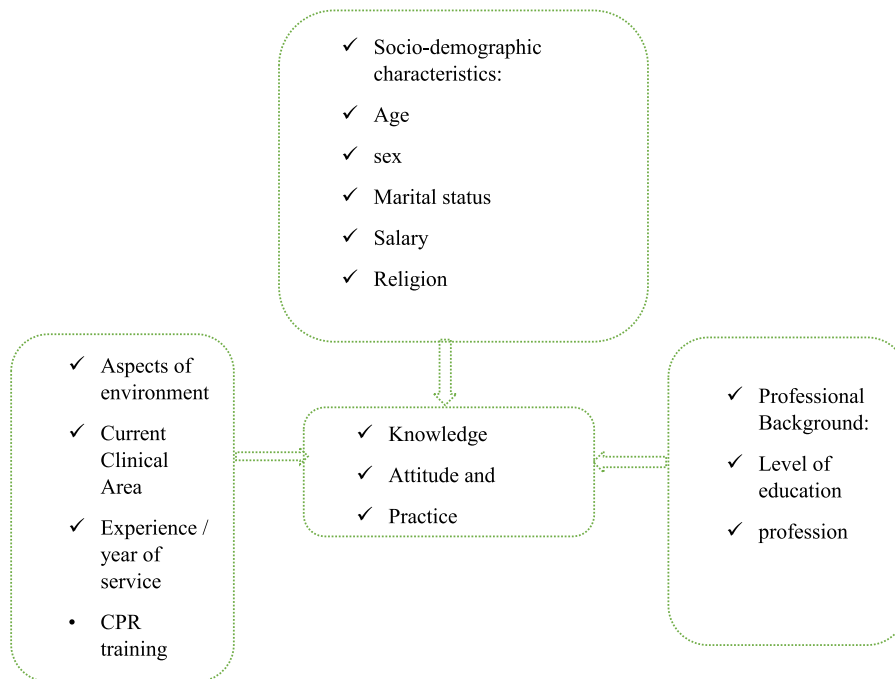 ✓ Socio-demographic
characteristics:
✓ Age
✓ sex
✓ Marital status
✓ Salary
✓ Religion
✓ Aspects of
environment
✓ Current
Clinical
Area
✓ Experience /
year of
service
• CPR
training
✓ Knowledge
✓ Attitude and
✓ Practice
✓ Professional
Background:
✓ Level of
education
✓ profession